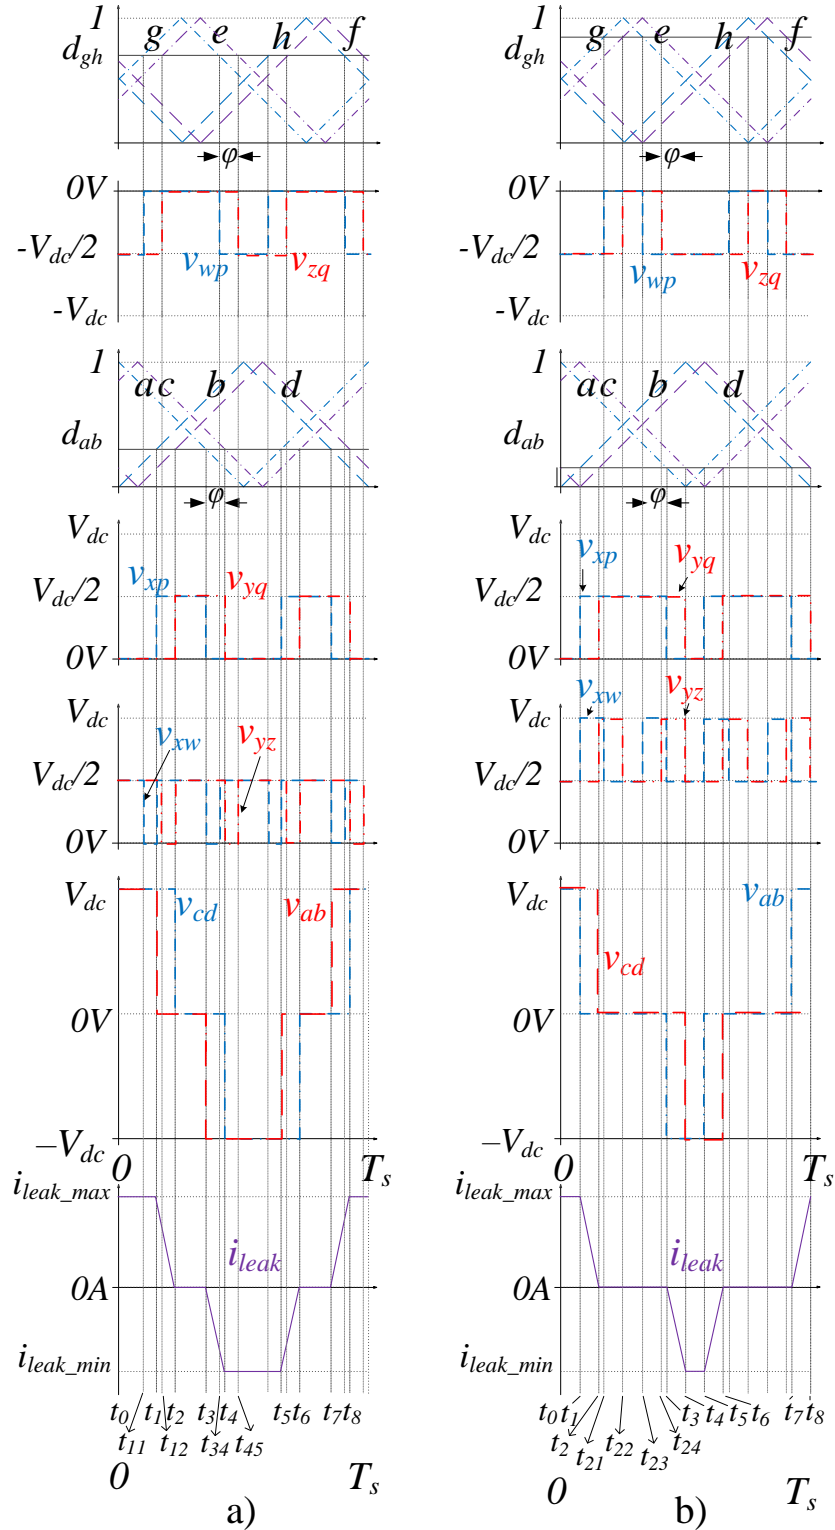 1
g e h f
d_gh
φ
0V
-V_dc/2
v_wp v_zq
-V_dc
1
a c b d
d_ab
φ
V_dc
v_xp v_yq
V_dc/2
0V
V_dc
v_xw v_yz
V_dc/2
0V
V_dc
v_cd v_ab
0V
–V_dc
0 T_s
i_leak_max
i_leak
0A
i_leak_min
t_0 t_1 t_2 t_3 t_4 t_5 t_6 t_7 t_8
t_11 t_12 t_34 t_45
0 T_s
a)
1
g e h f
d_gh
φ
0V
-V_dc/2
v_wp v_zq
-V_dc
1
a c b d
d_ab
φ
V_dc
v_xp v_yq
V_dc/2
0V
v_xw v_yz
V_dc
V_dc/2
0V
V_dc
v_ab
v_cd
0V
–V_dc
0 T_s
i_leak_max
i_leak
0A
i_leak_min
t_0 t_1 t_3 t_4 t_5 t_6 t_7 t_8
t_2 t_21 t_22 t_23 t_24
0 T_s
b)